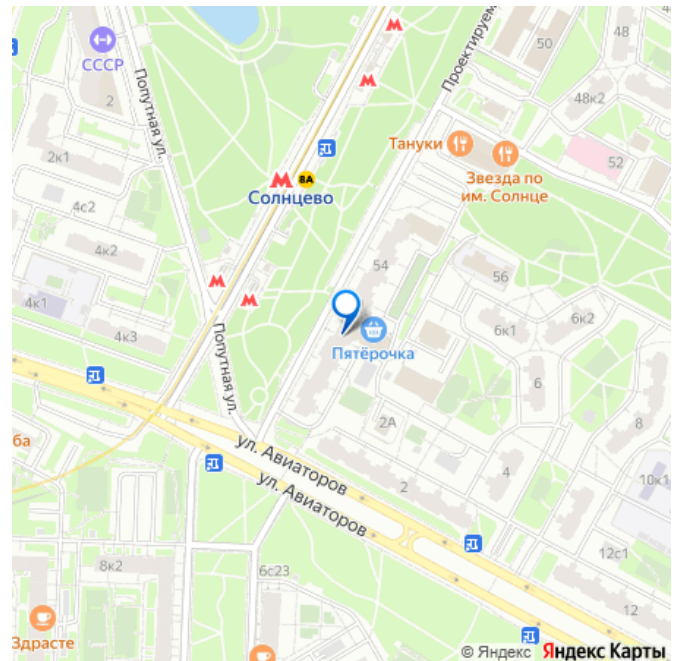 СССР
2
Попутная ул.
Проектируем
50
48
48к2
Тануки
Звезда по
им. Солнце
52
2к1
8А
Солнцево
4с2
4к2
54
56
4к1
4к3
6к1
6к2
Пятёрочка
Попутная ул.
6
2А
8
ба
ул. Авиаторов
ул. Авиаторов
2
4
10к1
8к2
6с23
12с1
12
Здрасте
© Яндекс Яндекс Карты